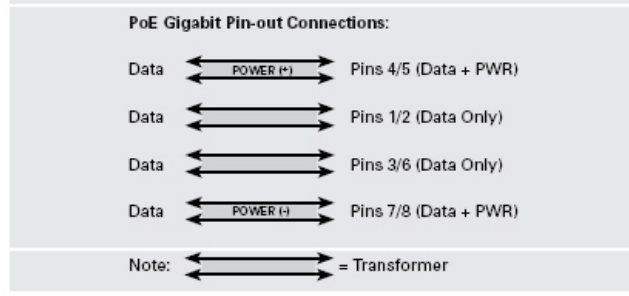 PoE Gigabit Pin-out Connections:
Data POWER (+) Pins 4/5 (Data + PWR)
Data Pins 1/2 (Data Only)
Data Pins 3/6 (Data Only)
Data POWER (-) Pins 7/8 (Data + PWR)
Note: = Transformer